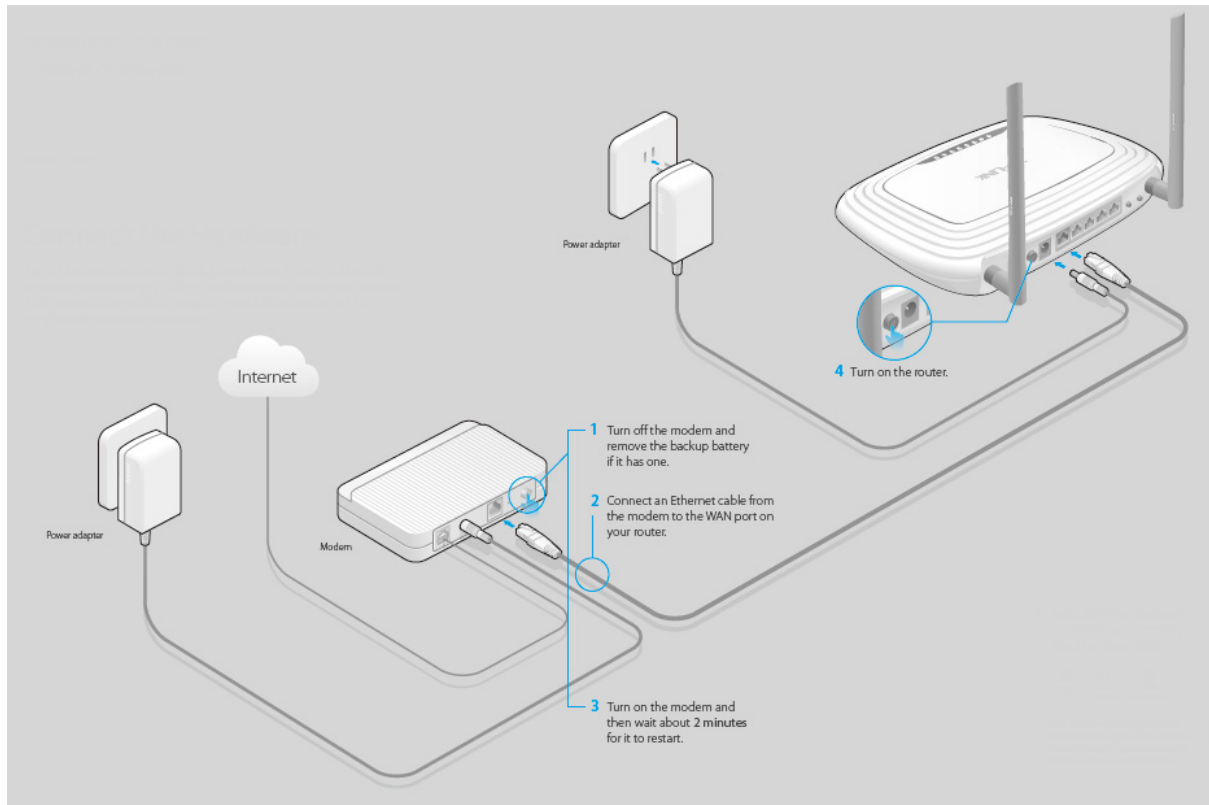 Power adapter
4 Turn on the router.
Internet
1 Turn off the modem and
remove the backup battery
if it has one.
2 Connect an Ethernet cable from
the modem to the WAN port on
your router.
Modem
Power adapter
3 Turn on the modem and
then wait about 2 minutes
for it to restart.